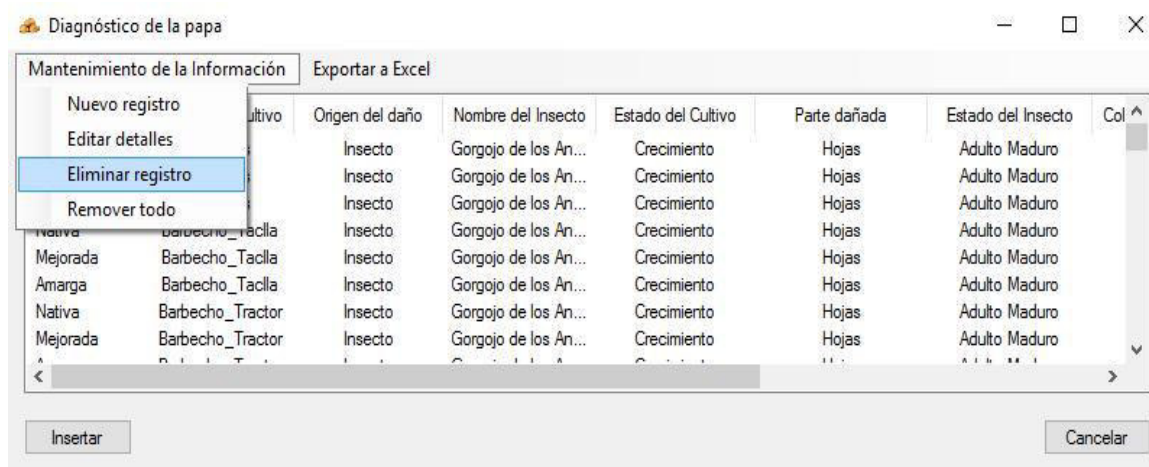 Diagnóstico de la papa
Mantenimiento de la Información Exportar a Excel
Nuevo registro
Editar detalles
Eliminar registro
Remover todo
ultivo Origen del daño Nombre del Insecto Estado del Cultivo Parte dañada Estado del Insecto Col
Insecto Gorgojo de los An... Crecimiento Hojas Adulto Maduro
Insecto Gorgojo de los An... Crecimiento Hojas Adulto Maduro
Insecto Gorgojo de los An... Crecimiento Hojas Adulto Maduro
Nativa Barbecho_Taclla Insecto Gorgojo de los An... Crecimiento Hojas Adulto Maduro
Mejorada Barbecho_Taclla Insecto Gorgojo de los An... Crecimiento Hojas Adulto Maduro
Amarga Barbecho_Taclla Insecto Gorgojo de los An... Crecimiento Hojas Adulto Maduro
Nativa Barbecho_Tractor Insecto Gorgojo de los An... Crecimiento Hojas Adulto Maduro
Mejorada Barbecho_Tractor Insecto Gorgojo de los An... Crecimiento Hojas Adulto Maduro
Insertar Cancelar